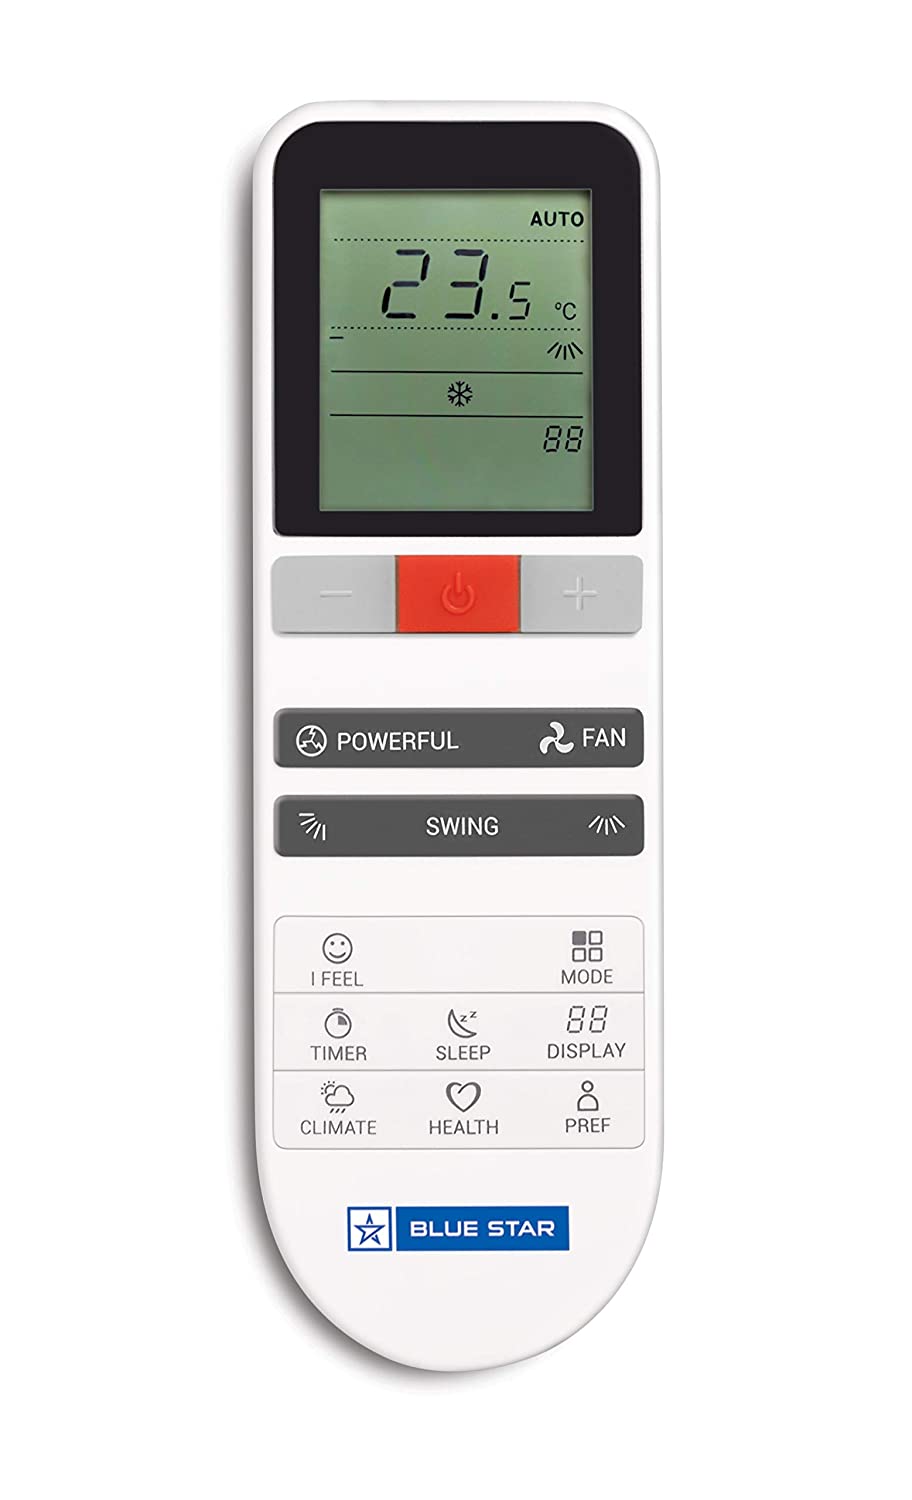 AUTO
23.5 °C
88
POWERFUL FAN
SWING
I FEEL MODE
88
TIMER SLEEP DISPLAY
CLIMATE HEALTH PREF
BLUE STAR